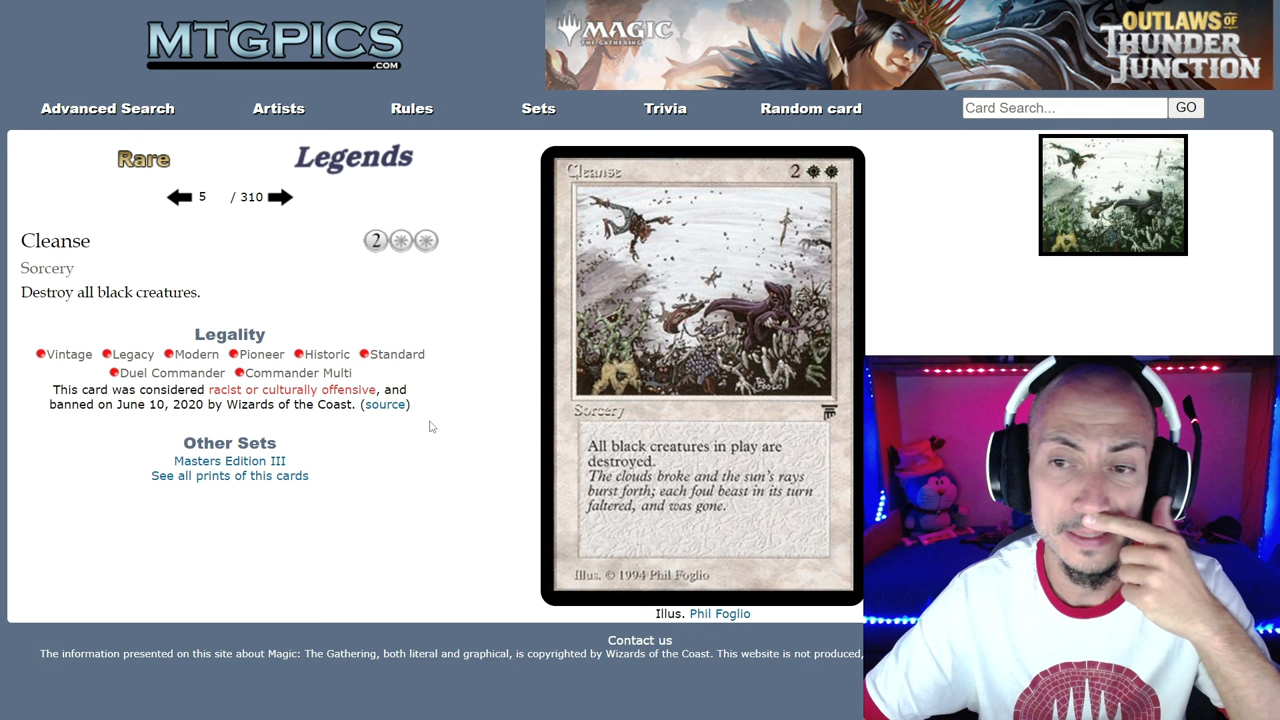 MTGPICS
.COM
MAGIC
THE GATHERING
OUTLAWS OF
THUNDER
JUNCTION
Advanced Search Artists Rules Sets Trivia Random card Card Search... GO
Rare Legends
5 / 310
Cleanse 2
Sorcery
Destroy all black creatures.
Legality
Vintage Legacy Modern Pioneer Historic Standard
Duel Commander Commander Multi
This card was considered racist or culturally offensive, and
banned on June 10, 2020 by Wizards of the Coast. (source)
Other Sets
Masters Edition III
See all prints of this cards
Cleanse 2
Sorcery
All black creatures in play are
destroyed.
The clouds broke and the sun's rays
burst forth; each foul beast in its turn
faltered, and was gone.
Illus. © 1994 Phil Foglio
Illus. Phil Foglio
Contact us
The information presented on this site about Magic: The Gathering, both literal and graphical, is copyrighted by Wizards of the Coast. This website is not produced,